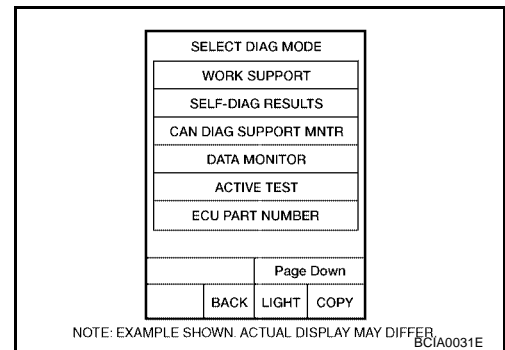 SELECT DIAG MODE
WORK SUPPORT
SELF-DIAG RESULTS
CAN DIAG SUPPORT MNTR
DATA MONITOR
ACTIVE TEST
ECU PART NUMBER
Page Down
BACK LIGHT COPY
NOTE: EXAMPLE SHOWN. ACTUAL DISPLAY MAY DIFFER.
BCIA0031E